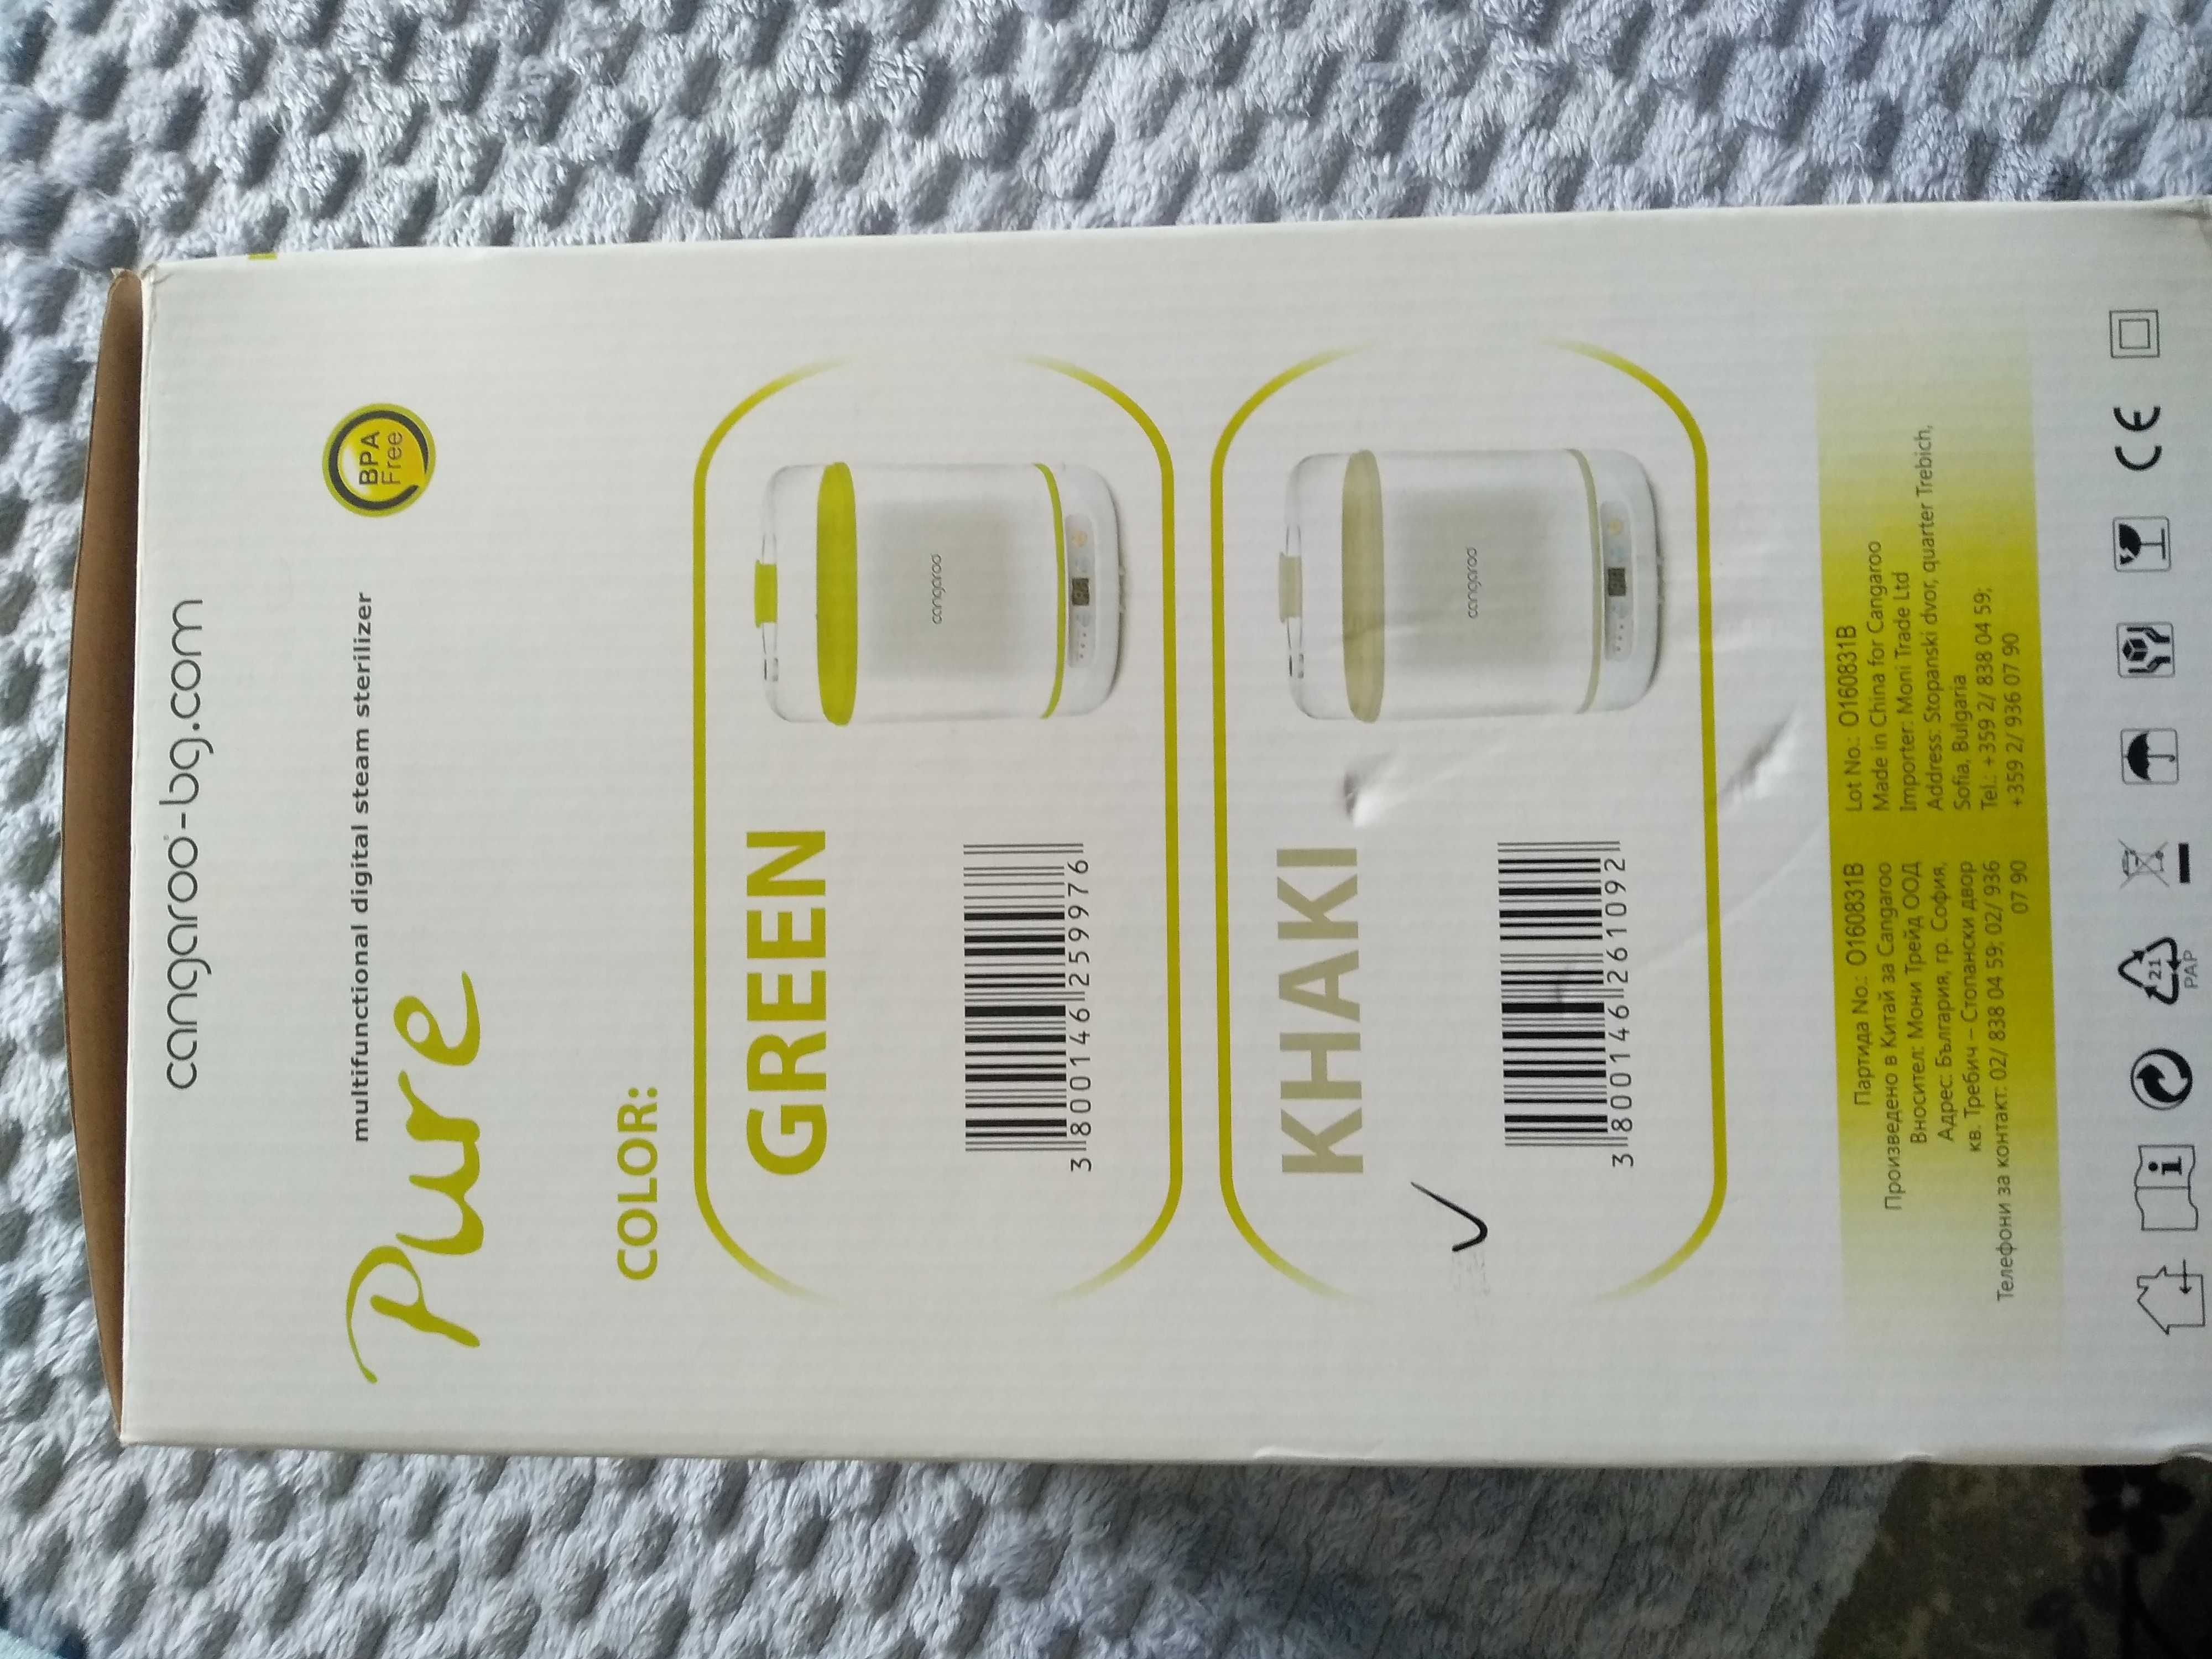 cangaroo-bg.com
multifunctional digital steam sterilizer
BPA
Free
Pure
COLOR:
GREEN
cangaroo
3 800146 259976
KHAKI
cangaroo
3 800146 261092
Партида No.: O160831B
Произведено в Китай за Cangaroo
Вносител: Мони Трейд ООД
Адрес: България, гр. София,
кв. Требич – Стопански двор
Телефони за контакт: 02/ 838 04 59; 02/ 936
07 90
Lot No.: O160831B
Made in China for Cangaroo
Importer: Moni Trade Ltd
Address: Stopanski dvor, quarter Trebich,
Sofia, Bulgaria
Tel.: +359 2/ 838 04 59;
+359 2/ 936 07 90
i
21
PAP
CE